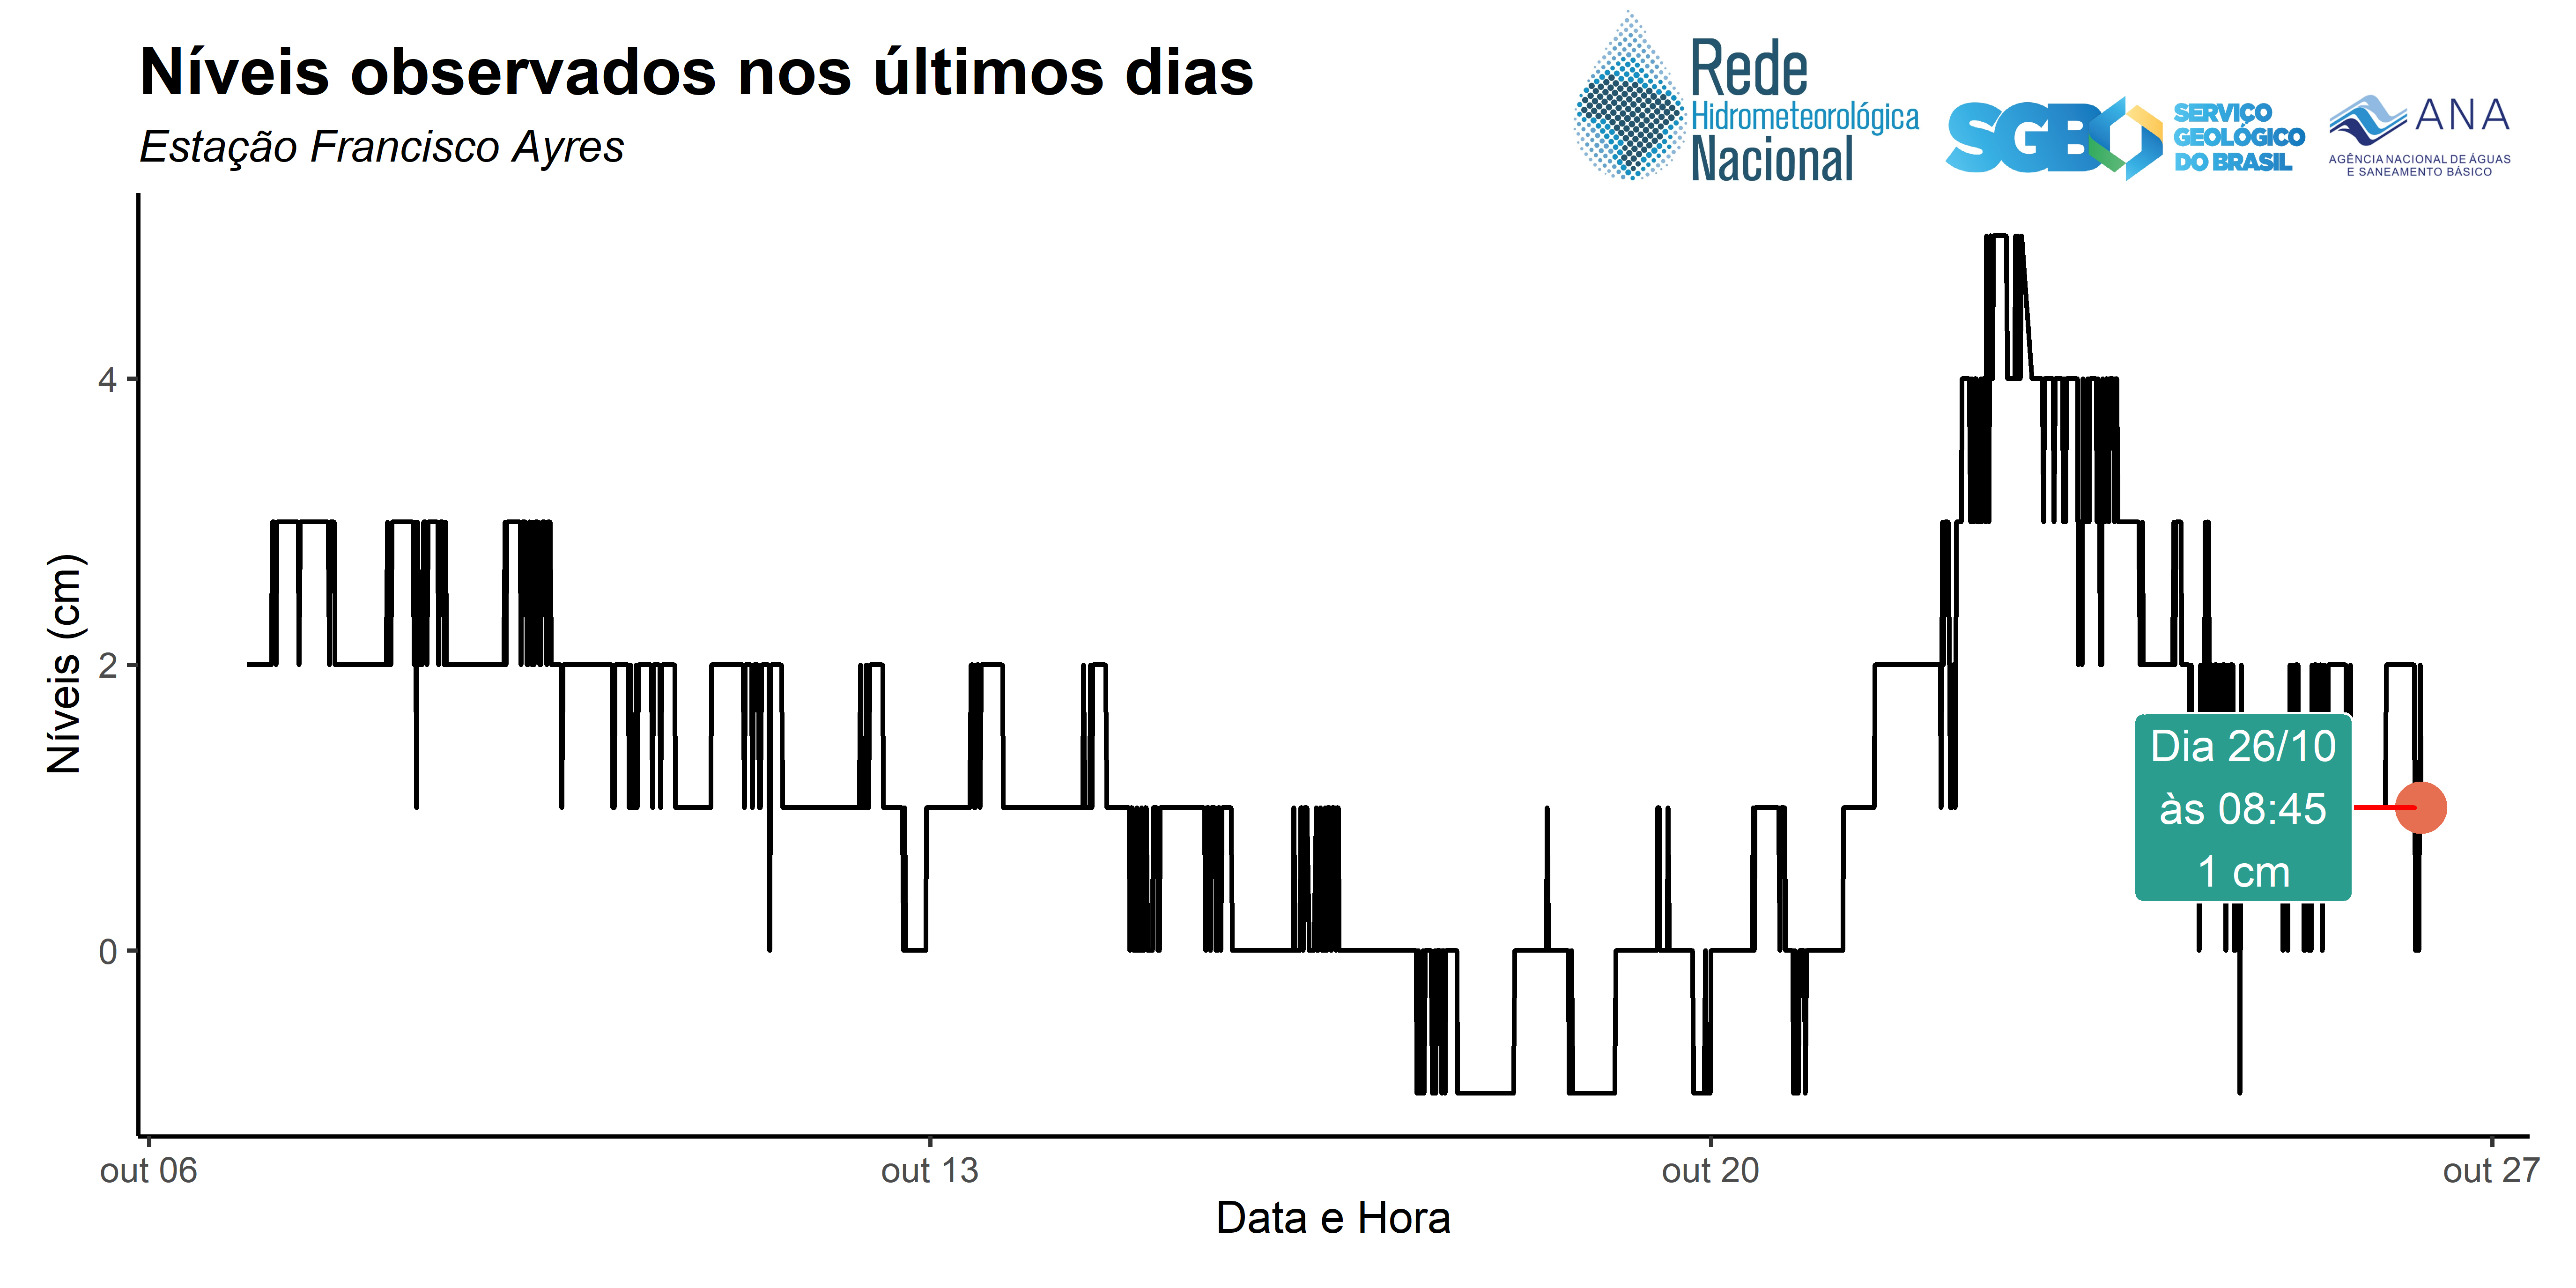 Níveis observados nos últimos dias
Estação Francisco Ayres
Rede
Hidrometeorológica
Nacional
SGB
SERVIÇO
GEOLÓGICO
DO BRASIL
ANA
AGÊNCIA NACIONAL DE ÁGUAS
E SANEAMENTO BÁSICO
Níveis (cm)
4
2
0
Dia 26/10
às 08:45
1 cm
out 06
out 13
out 20
out 27
Data e Hora